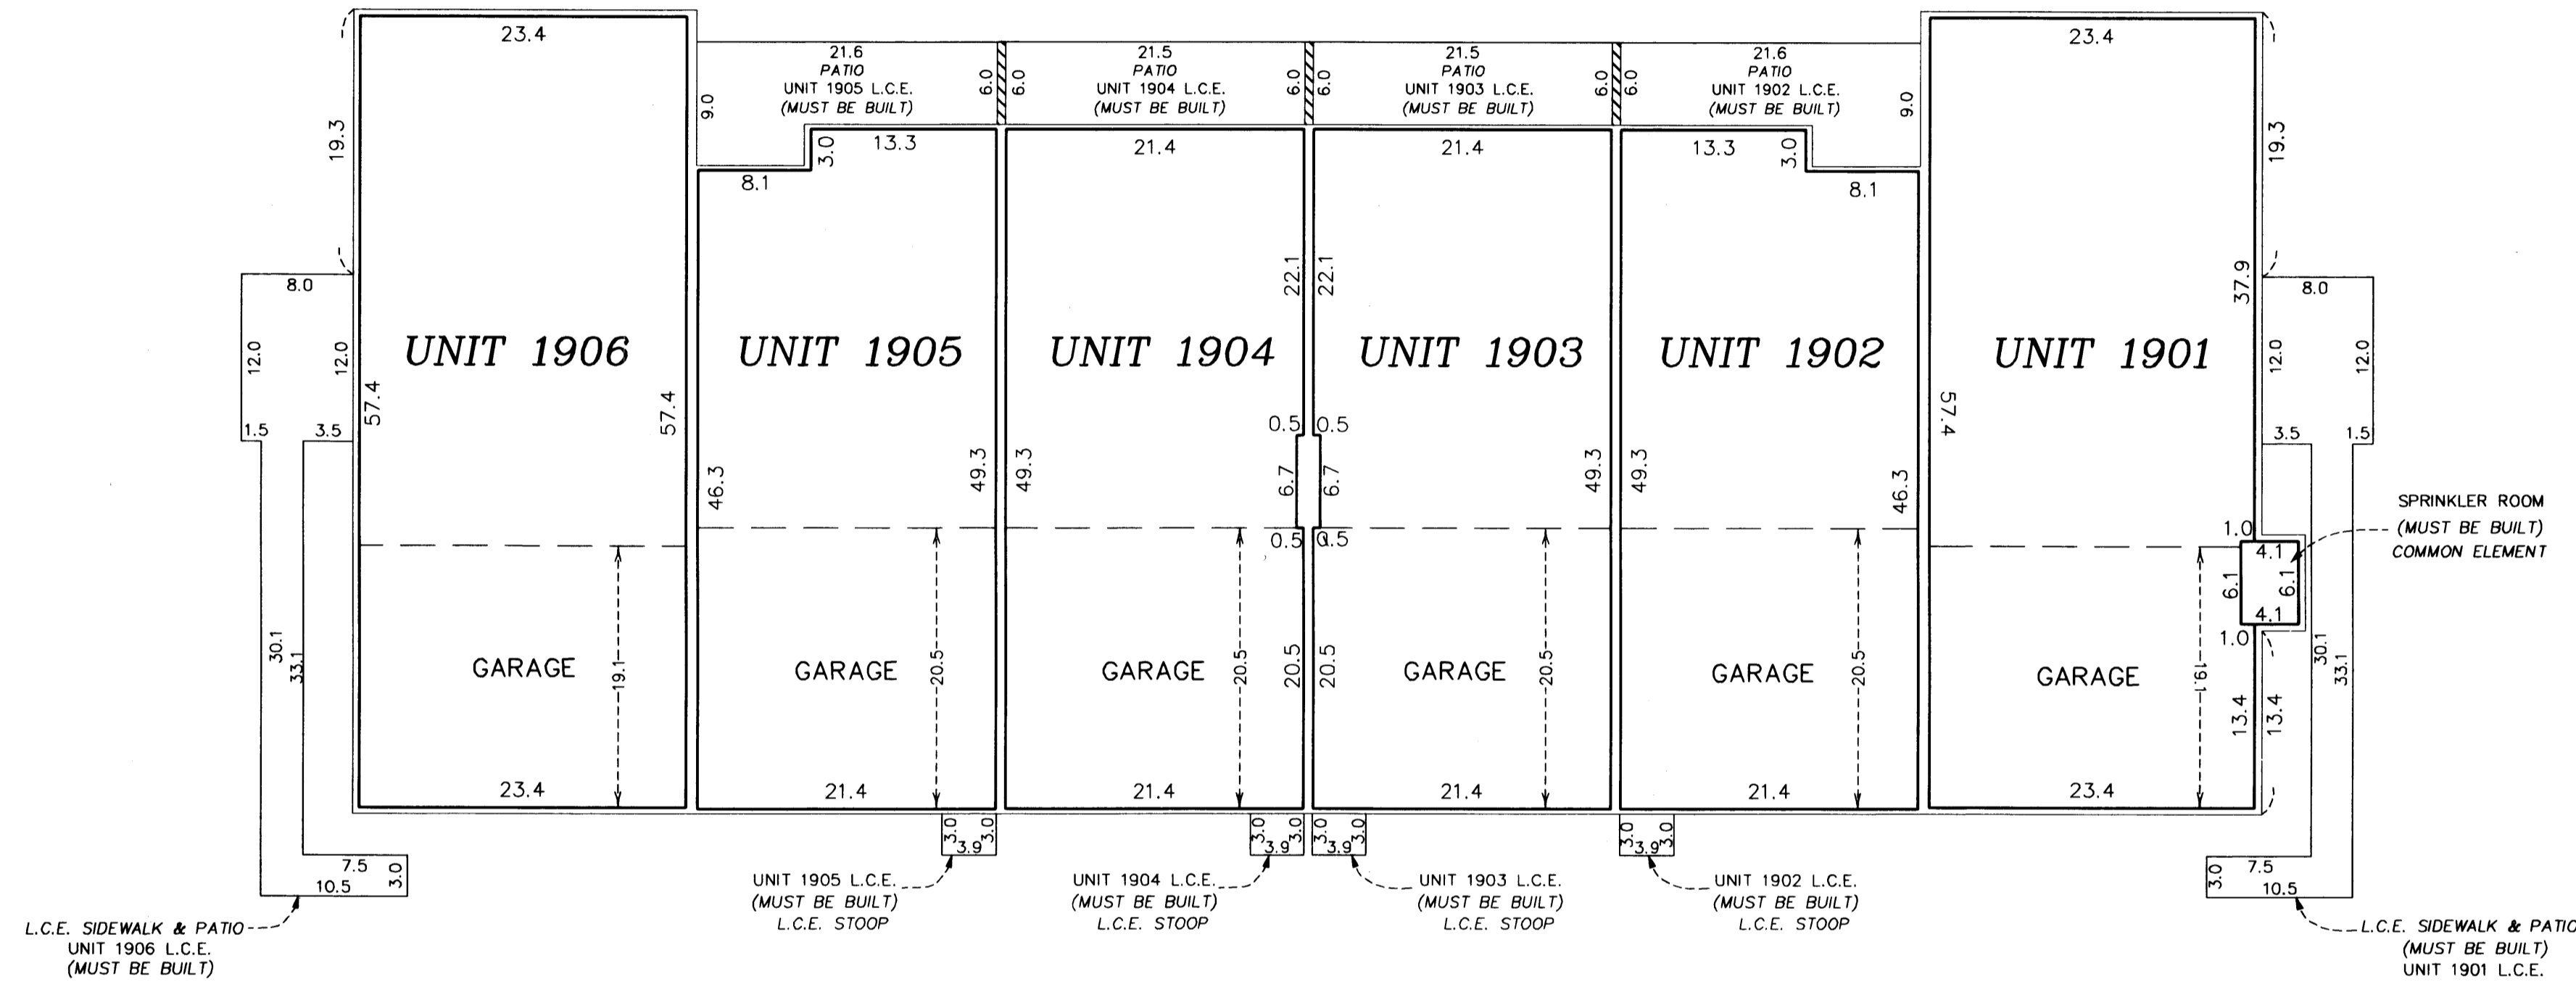 23.4
21.6
PATIO
UNIT 1905 L.C.E.
(MUST BE BUILT)
9.0
6.0
6.0
21.5
PATIO
UNIT 1904 L.C.E.
(MUST BE BUILT)
6.0
6.0
21.5
PATIO
UNIT 1903 L.C.E.
(MUST BE BUILT)
6.0
6.0
21.6
PATIO
UNIT 1902 L.C.E.
(MUST BE BUILT)
9.0
23.4
19.3
3.0
13.3
8.1
21.4
21.4
13.3
3.0
8.1
19.3
22.1
22.1
37.9
8.0
8.0
12.0
12.0
UNIT 1906
UNIT 1905
UNIT 1904
UNIT 1903
UNIT 1902
UNIT 1901
12.0
12.0
57.4
57.4
57.4
1.5
3.5
0.5
0.5
3.5
1.5
46.3
49.3
49.3
6.7
6.7
49.3
49.3
46.3
SPRINKLER ROOM
(MUST BE BUILT)
COMMON ELEMENT
0.5
0.5
1.0
4.1
6.1
6.1
4.1
1.0
30.1
33.1
GARAGE
19.1
GARAGE
20.5
GARAGE
20.5
20.5
20.5
GARAGE
20.5
GARAGE
20.5
GARAGE
19.1
13.4
13.4
30.1
33.1
23.4
21.4
21.4
21.4
21.4
23.4
3.0
3.0
3.9
3.0
3.0
3.9
3.0
3.0
3.9
3.0
3.0
3.9
7.5
10.5
3.0
3.0
7.5
10.5
UNIT 1905 L.C.E.
(MUST BE BUILT)
L.C.E. STOOP
UNIT 1904 L.C.E.
(MUST BE BUILT)
L.C.E. STOOP
UNIT 1903 L.C.E.
(MUST BE BUILT)
L.C.E. STOOP
UNIT 1902 L.C.E.
(MUST BE BUILT)
L.C.E. STOOP
L.C.E. SIDEWALK & PATIO
UNIT 1906 L.C.E.
(MUST BE BUILT)
L.C.E. SIDEWALK & PATIO
(MUST BE BUILT)
UNIT 1901 L.C.E.